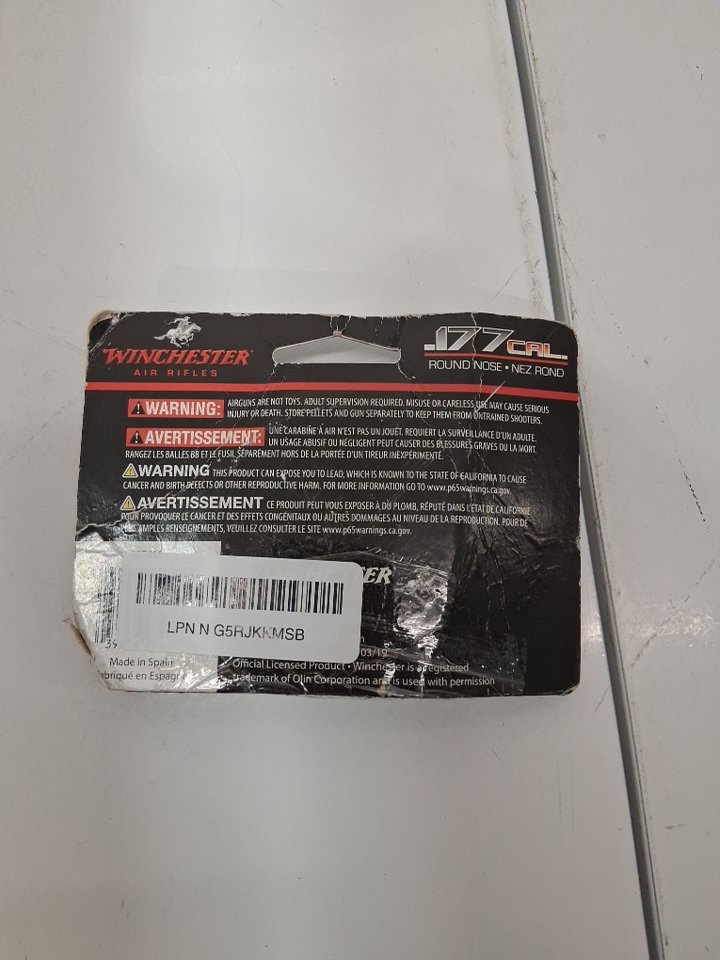 WINCHESTER
AIR RIFLES
.177 CAL.
ROUND NOSE • NEZ ROND
WARNING: AIRGUNS ARE NOT TOYS. ADULT SUPERVISION REQUIRED. MISUSE OR CARELESS USE MAY CAUSE SERIOUS
INJURY OR DEATH. STORE PELLETS AND GUN SEPARATELY TO KEEP THEM FROM UNTRAINED SHOOTERS.
AVERTISSEMENT: UNE CARABINE À AIR N'EST PAS UN JOUET. REQUIERT LA SURVEILLANCE D'UN ADULTE.
UN USAGE ABUSIF OU NÉGLIGENT PEUT CAUSER DES BLESSURES GRAVES OU LA MORT.
RANGEZ LES BALLES BB ET LE FUSIL SÉPARÉMENT HORS DE LA PORTÉE D'UN TIREUR INEXPÉRIMENTÉ.
WARNING THIS PRODUCT CAN EXPOSE YOU TO LEAD, WHICH IS KNOWN TO THE STATE OF CALIFORNIA TO CAUSE
CANCER AND BIRTH DEFECTS OR OTHER REPRODUCTIVE HARM. FOR MORE INFORMATION GO TO www.p65warnings.ca.gov.
AVERTISSEMENT CE PRODUIT PEUT VOUS EXPOSER À DU PLOMB, RÉPUTÉ DANS L'ÉTAT DE CALIFORNIE
POUR PROVOQUER LE CANCER ET DES EFFETS CONGÉNITAUX OU AUTRES DOMMAGES AU NIVEAU DE LA REPRODUCTION. POUR DE
PLUS AMPLES RENSEIGNEMENTS, VEUILLEZ CONSULTER LE SITE www.p65warnings.ca.gov.
LPN N G5RJKKMSB
39
03/19
Made in Spain
Official Licensed Product • Winchester is a registered
trademark of Olin Corporation and is used with permission